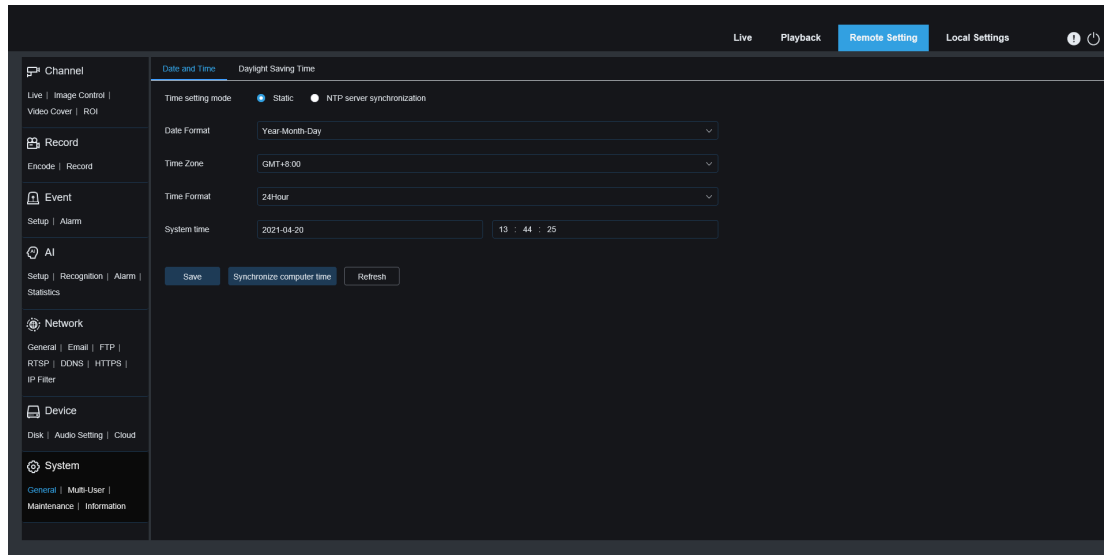 Live Playback Remote Setting Local Settings
Channel
Live | Image Control |
Video Cover | ROI
Record
Encode | Record
Event
Setup | Alarm
AI
Setup | Recognition | Alarm |
Statistics
Network
General | Email | FTP |
RTSP | DDNS | HTTPS |
IP Filter
Device
Disk | Audio Setting | Cloud
System
General | Multi-User |
Maintenance | Information
Date and Time Daylight Saving Time
Time setting mode Static NTP server synchronization
Date Format Year-Month-Day
Time Zone GMT+8:00
Time Format 24Hour
System time 2021-04-20 13 : 44 : 25
Save Synchronize computer time Refresh